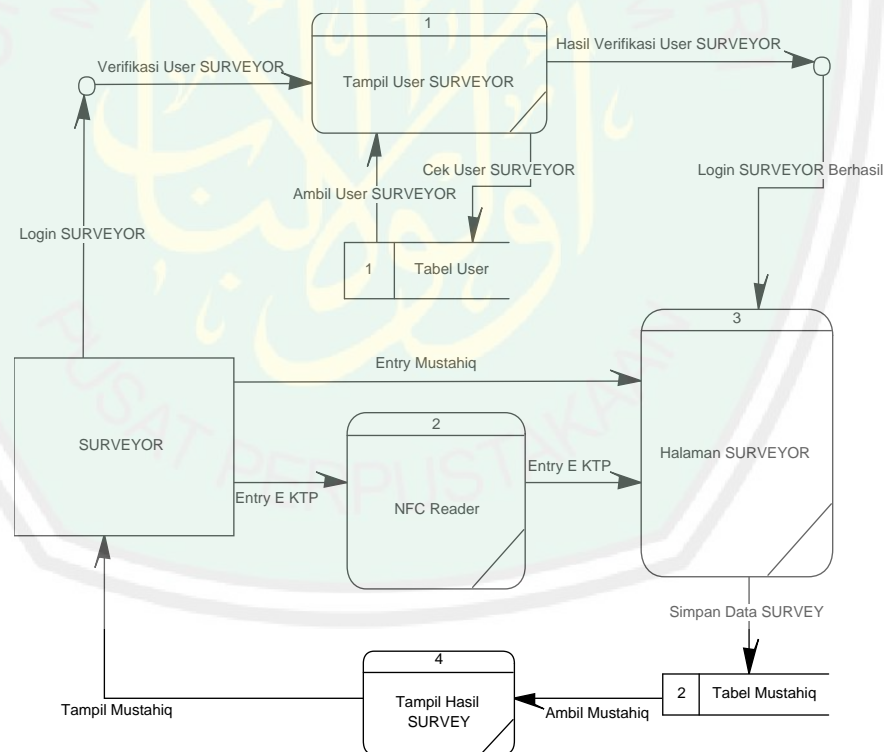 1
Hasil Verifikasi User SURVEYOR
Verifikasi User SURVEYOR
Tampil User SURVEYOR
Cek User SURVEYOR
Login SURVEYOR Berhasil
Ambil User SURVEYOR
Login SURVEYOR
1 Tabel User
3
Entry Mustahiq
2
SURVEYOR
Halaman SURVEYOR
Entry E KTP
Entry E KTP
NFC Reader
Simpan Data SURVEY
4
2 Tabel Mustahiq
Tampil Hasil
SURVEY
Tampil Mustahiq
Ambil Mustahiq
PUSAT PERPUSTAKAAN